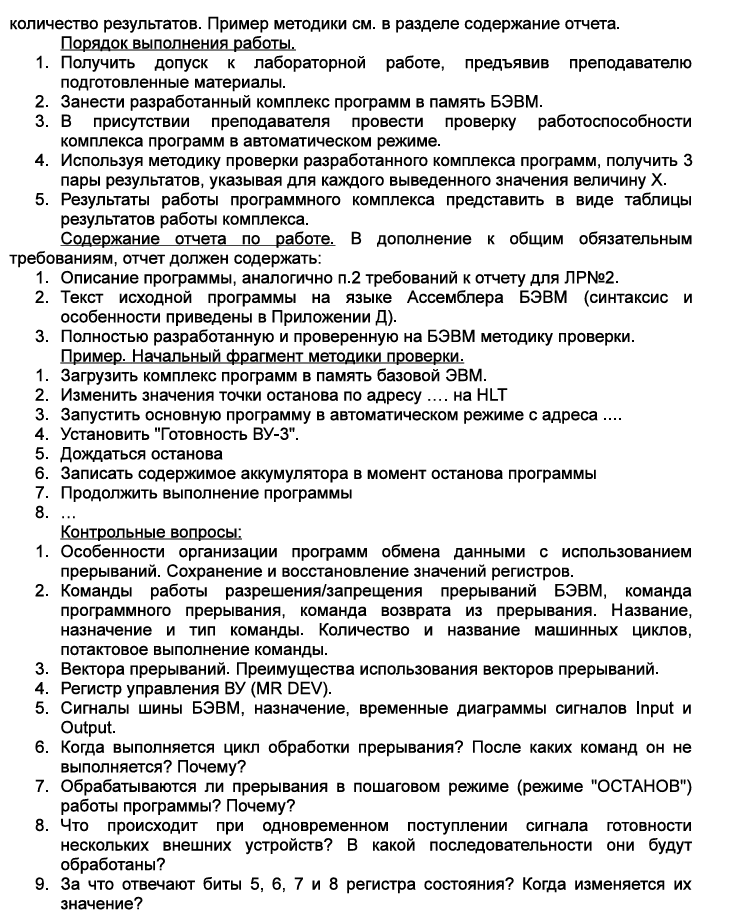 количество результатов. Пример методики см. в разделе содержание отчета.
Порядок выполнения работы.
1. Получить допуск к лабораторной работе, предъявив преподавателю
подготовленные материалы.
2. Занести разработанный комплекс программ в память БЭВМ.
3. В присутствии преподавателя провести проверку работоспособности
комплекса программ в автоматическом режиме.
4. Используя методику проверки разработанного комплекса программ, получить 3
пары результатов, указывая для каждого выведенного значения величину X.
5. Результаты работы программного комплекса представить в виде таблицы
результатов работы комплекса.
Содержание отчета по работе. В дополнение к общим обязательным
требованиям, отчет должен содержать:
1. Описание программы, аналогично п.2 требований к отчету для ЛР№2.
2. Текст исходной программы на языке Ассемблера БЭВМ (синтаксис и
особенности приведены в Приложении Д).
3. Полностью разработанную и проверенную на БЭВМ методику проверки.
Пример. Начальный фрагмент методики проверки.
1. Загрузить комплекс программ в память базовой ЭВМ.
2. Изменить значения точки останова по адресу …. на HLT
3. Запустить основную программу в автоматическом режиме с адреса ....
4. Установить "Готовность ВУ-3".
5. Дождаться останова
6. Записать содержимое аккумулятора в момент останова программы
7. Продолжить выполнение программы
8. …
Контрольные вопросы:
1. Особенности организации программ обмена данными с использованием
прерываний. Сохранение и восстановление значений регистров.
2. Команды работы разрешения/запрещения прерываний БЭВМ, команда
программного прерывания, команда возврата из прерывания. Название,
назначение и тип команды. Количество и название машинных циклов,
потактовое выполнение команды.
3. Вектора прерываний. Преимущества использования векторов прерываний.
4. Регистр управления ВУ (MR DEV).
5. Сигналы шины БЭВМ, назначение, временные диаграммы сигналов Input и
Output.
6. Когда выполняется цикл обработки прерывания? После каких команд он не
выполняется? Почему?
7. Обрабатываются ли прерывания в пошаговом режиме (режиме "ОСТАНОВ")
работы программы? Почему?
8. Что происходит при одновременном поступлении сигнала готовности
нескольких внешних устройств? В какой последовательности они будут
обработаны?
9. За что отвечают биты 5, 6, 7 и 8 регистра состояния? Когда изменяется их
значение?